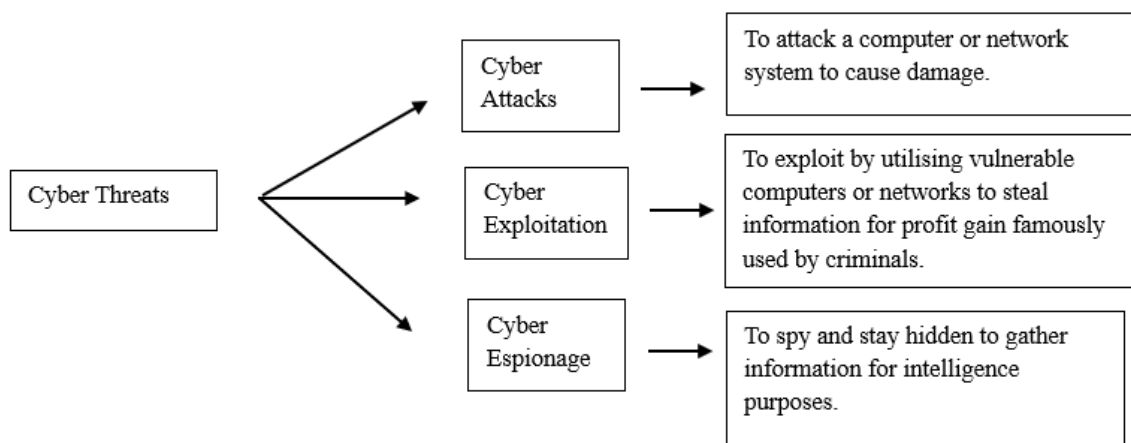 Cyber Threats
Cyber
Attacks
To attack a computer or network
system to cause damage.
Cyber
Exploitation
To exploit by utilising vulnerable
computers or networks to steal
information for profit gain famously
used by criminals.
Cyber
Espionage
To spy and stay hidden to gather
information for intelligence
purposes.